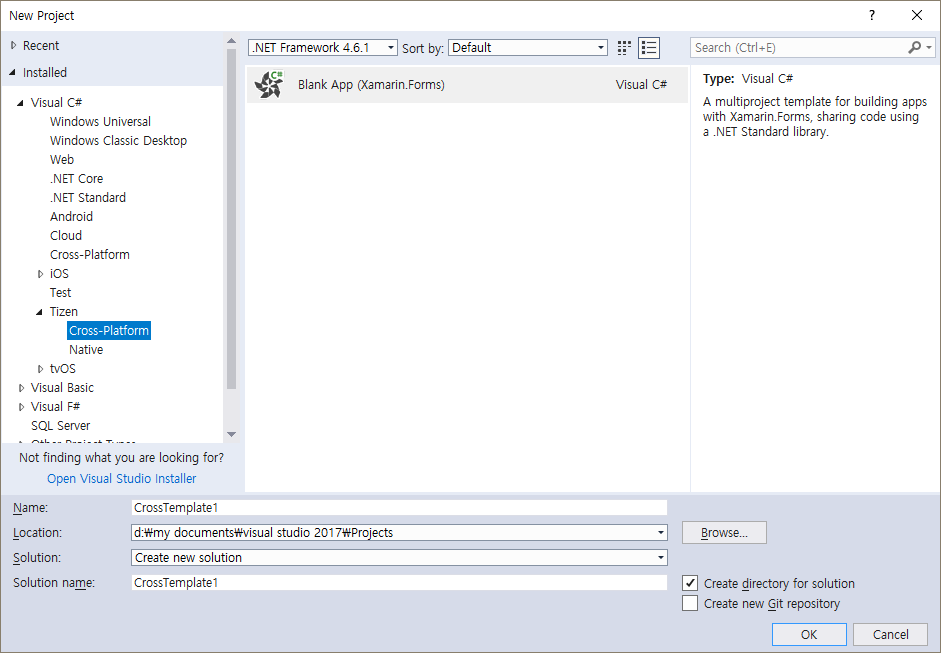 New Project
?
Recent
Installed
Visual C#
Windows Universal
Windows Classic Desktop
Web
.NET Core
.NET Standard
Android
Cloud
Cross-Platform
iOS
Test
Tizen
Cross-Platform
Native
tvOS
Visual Basic
Visual F#
SQL Server
Other Project Types
Not finding what you are looking for?
Open Visual Studio Installer
.NET Framework 4.6.1 Sort by: Default
C# Blank App (Xamarin.Forms) Visual C#
Search (Ctrl+E)
Type: Visual C#
A multiproject template for building apps
with Xamarin.Forms, sharing code using
a .NET Standard library.
Name: CrossTemplate1
Location: d:₩my documents₩visual studio 2017₩Projects Browse...
Solution: Create new solution
Solution name: CrossTemplate1
Create directory for solution
Create new Git repository
OK Cancel